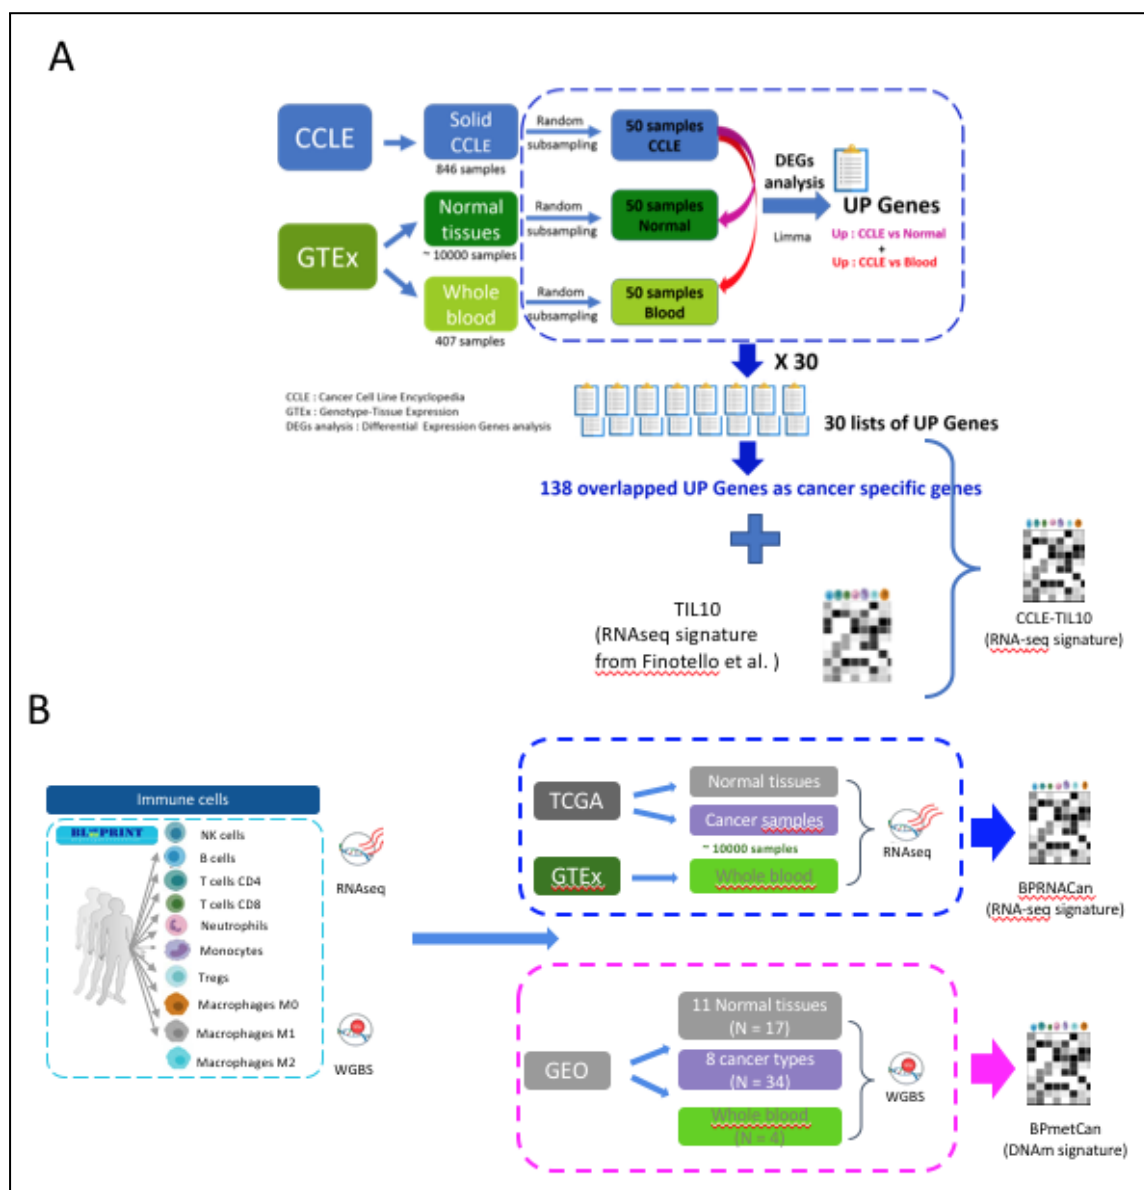 A
CCLE
Solid
CCLE
846 samples
Random
subsampling
50 samples
CCLE
GTEx
Normal
tissues
~ 10000 samples
Random
subsampling
50 samples
Normal
Whole
blood
407 samples
Random
subsampling
50 samples
Blood
DEGs
analysis
Limma
UP Genes
Up : CCLE vs Normal
+
Up : CCLE vs Blood
X 30
CCLE : Cancer Cell Line Encyclopedia
GTEx : Genotype-Tissue Expression
DEGs analysis : Differential Expression Genes analysis
30 lists of UP Genes
138 overlapped UP Genes as cancer specific genes
TIL10
(RNAseq signature
from Finotello et al. )
CCLE-TIL10
(RNA-seq signature)
B
Immune cells
BLUEPRINT
NK cells
B cells
T cells CD4
T cells CD8
Neutrophils
Monocytes
Tregs
Macrophages M0
Macrophages M1
Macrophages M2
RNAseq
WGBS
TCGA
GTEx
Normal tissues
Cancer samples
~ 10000 samples
Whole blood
RNAseq
BPRNACan
(RNA-seq signature)
GEO
11 Normal tissues
(N = 17)
8 cancer types
(N = 34)
Whole blood
(N = 4)
WGBS
BPmetCan
(DNAm signature)